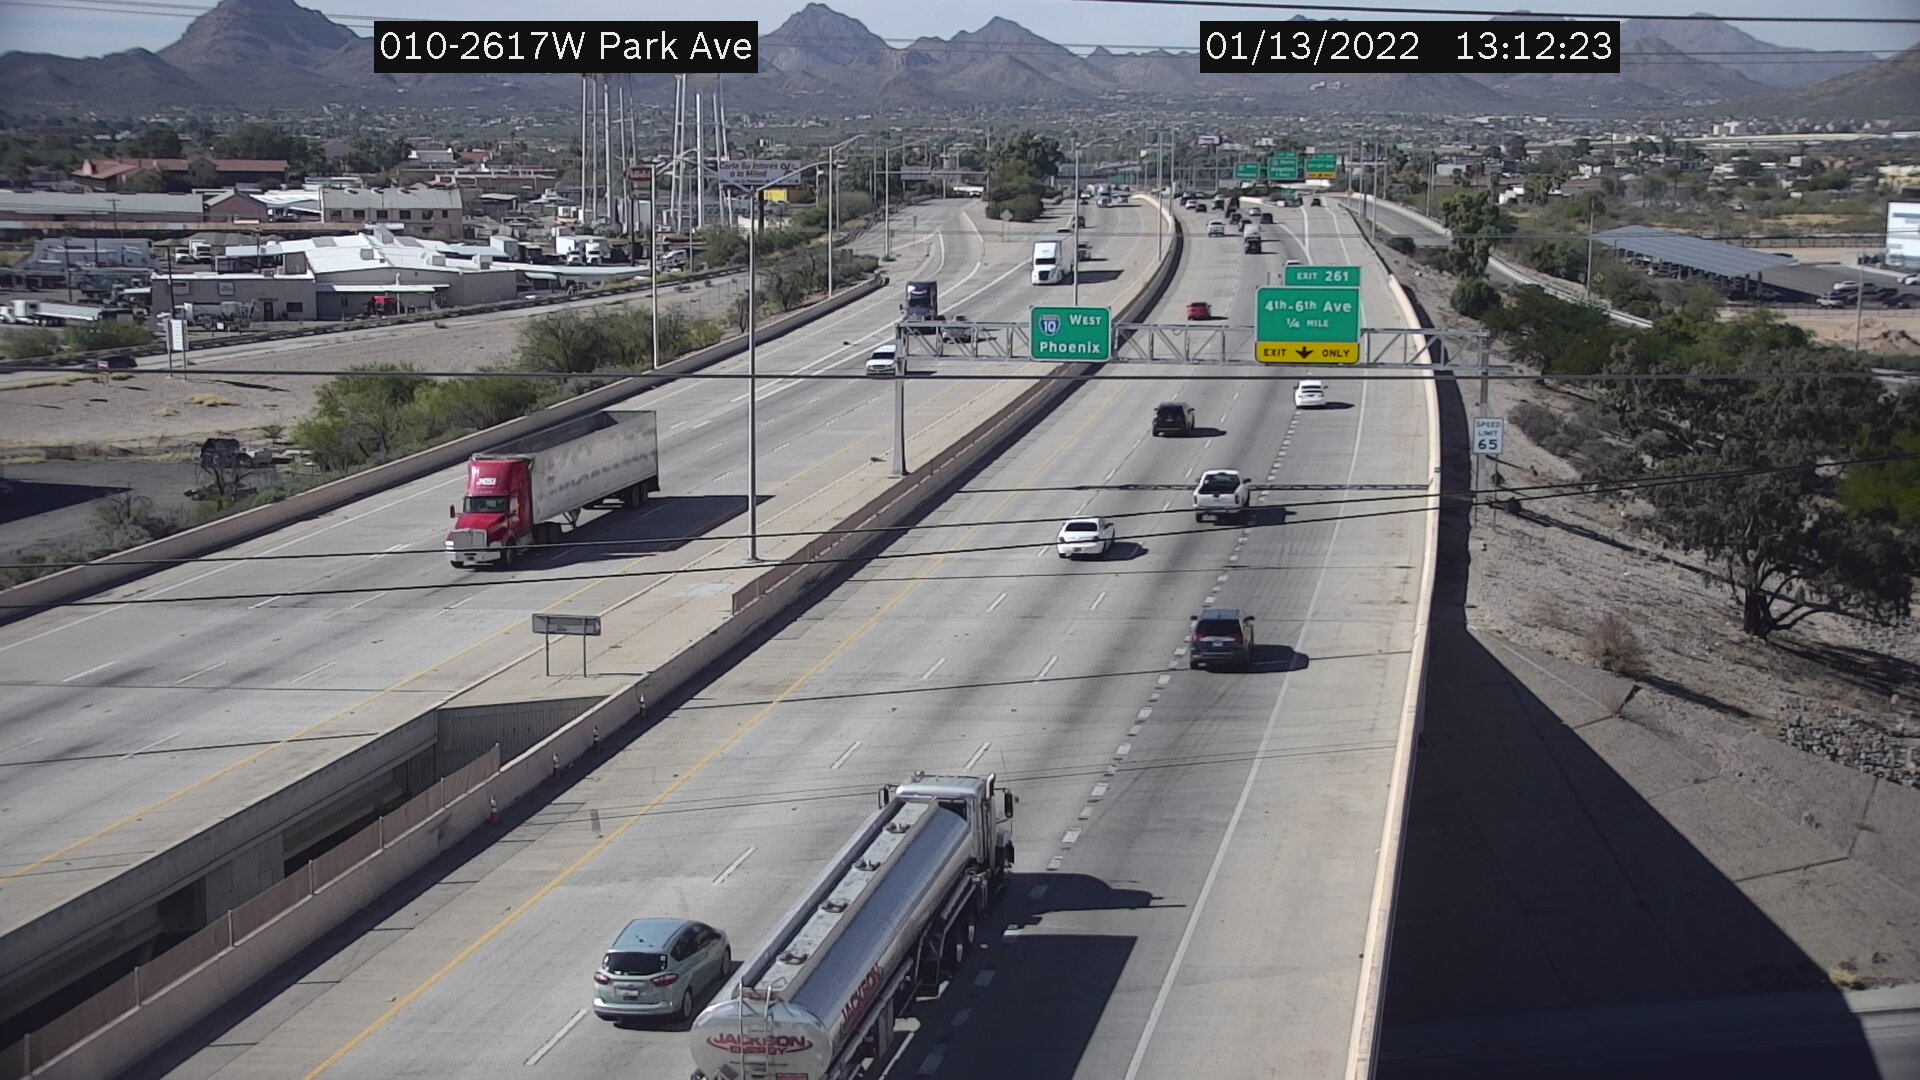 010-2617W Park Ave
01/13/2022 13:12:23
EXIT 261
4th-6th Ave
1/4 MILE
EXIT ONLY
10 WEST
Phoenix
SPEED
LIMIT
65
JACKSON
JACKSON